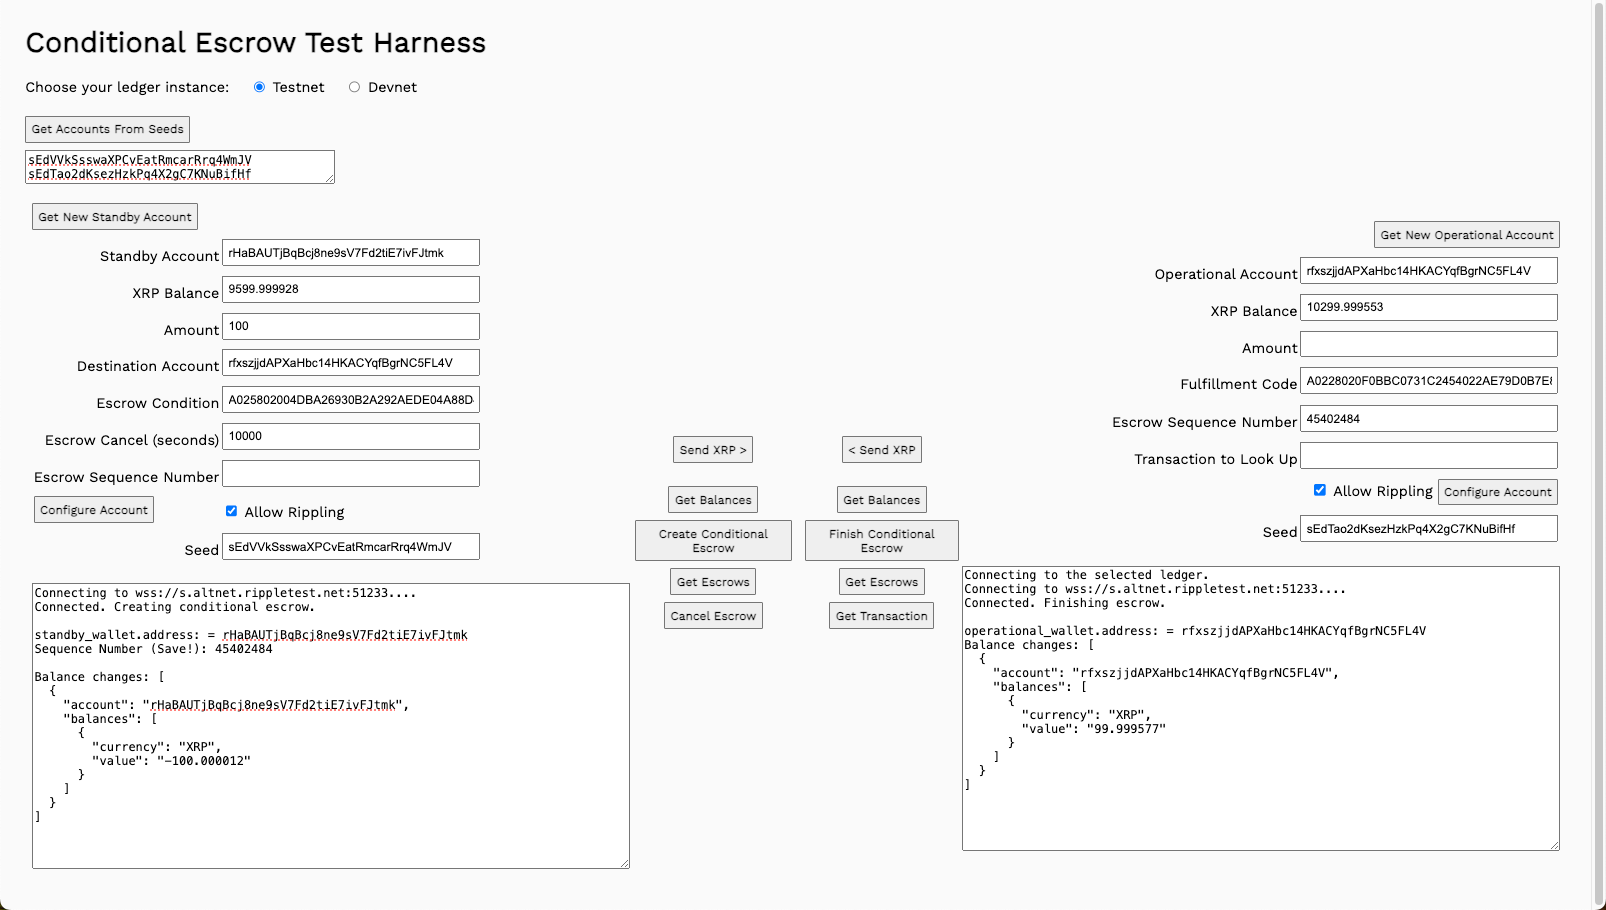 Conditional Escrow Test Harness
Choose your ledger instance: Testnet Devnet
Get Accounts From Seeds
sEdVVkSsswaXPCvEatRmcarRrq4WmJV
sEdTao2dKsezHzkPq4X2gC7KNuBifHf
Get New Standby Account
Standby Account rHaBAUTjBqBcj8ne9sV7Fd2tiE7ivFJtmk
XRP Balance 9599.999928
Amount 100
Destination Account rfxszjjdAPXaHbc14HKACYqfBgrNC5FL4V
Escrow Condition A025802004DBA26930B2A292AEDE04A88D
Escrow Cancel (seconds) 10000
Escrow Sequence Number
Configure Account Allow Rippling
Seed sEdVVkSsswaXPCvEatRmcarRrq4WmJV
Connecting to wss://s.altnet.rippletest.net:51233....
Connected. Creating conditional escrow.
standby_wallet.address: = rHaBAUTjBqBcj8ne9sV7Fd2tiE7ivFJtmk
Sequence Number (Save!): 45402484
Balance changes: [
{
"account": "rHaBAUTjBqBcj8ne9sV7Fd2tiE7ivFJtmk",
"balances": [
{
"currency": "XRP",
"value": "-100.000012"
}
]
}
]
Send XRP >
Get Balances
Create Conditional
Escrow
Get Escrows
Cancel Escrow
< Send XRP
Get Balances
Finish Conditional
Escrow
Get Escrows
Get Transaction
Get New Operational Account
Operational Account rfxszjjdAPXaHbc14HKACYqfBgrNC5FL4V
XRP Balance 10299.999553
Amount
Fulfillment Code A0228020F0BBC0731C2454022AE79D0B7E
Escrow Sequence Number 45402484
Transaction to Look Up
Allow Rippling Configure Account
Seed sEdTao2dKsezHzkPq4X2gC7KNuBifHf
Connecting to the selected ledger.
Connecting to wss://s.altnet.rippletest.net:51233....
Connected. Finishing escrow.
operational_wallet.address: = rfxszjjdAPXaHbc14HKACYqfBgrNC5FL4V
Balance changes: [
{
"account": "rfxszjjdAPXaHbc14HKACYqfBgrNC5FL4V",
"balances": [
{
"currency": "XRP",
"value": "99.999577"
}
]
}
]